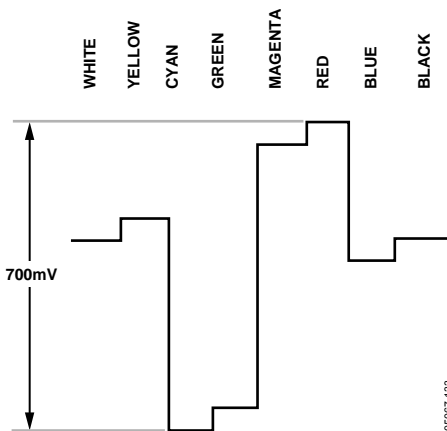 WHITE
YELLOW
CYAN
GREEN
MAGENTA
RED
BLUE
BLACK
700mV